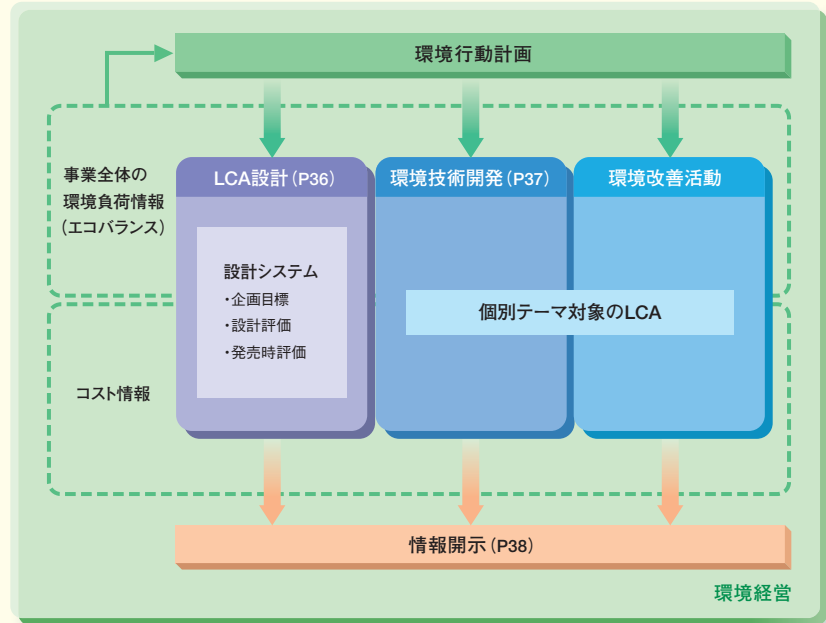 環境行動計画
事業全体の
環境負荷情報
(エコバランス)
LCA設計(P36)
環境技術開発(P37)
環境改善活動
設計システム
・企画目標
・設計評価
・発売時評価
個別テーマ対象のLCA
コスト情報
情報開示(P38)
環境経営